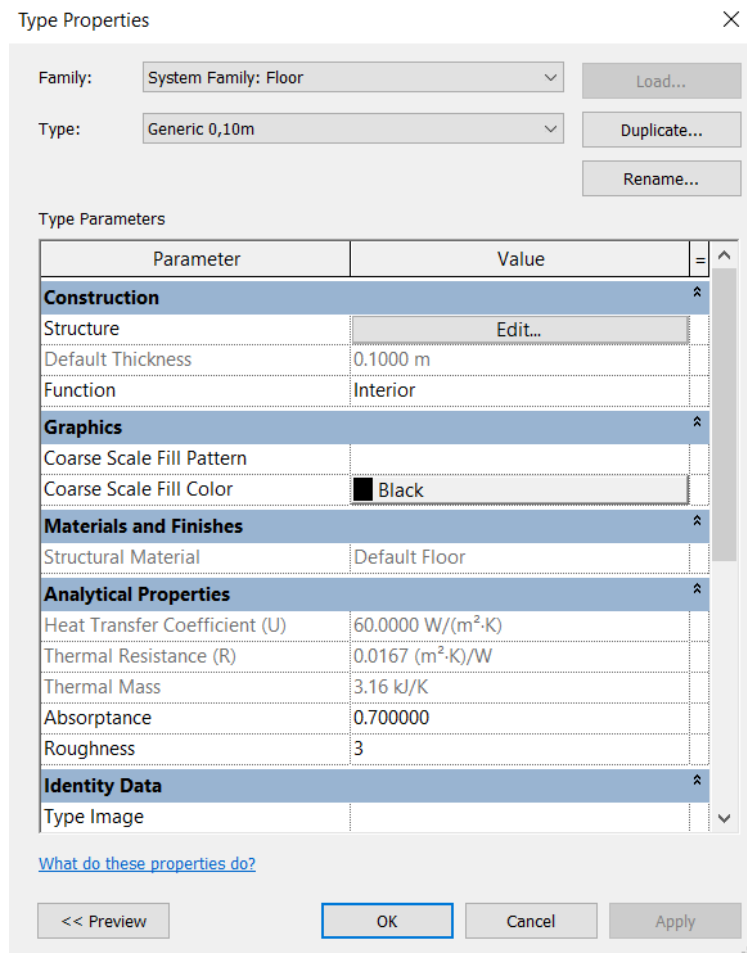 Type Properties
Family: System Family: Floor Load...
Type: Generic 0,10m Duplicate...
Rename...
Type Parameters
Parameter Value =
Construction
Structure Edit...
Default Thickness 0.1000 m
Function Interior
Graphics
Coarse Scale Fill Pattern
Coarse Scale Fill Color Black
Materials and Finishes
Structural Material Default Floor
Analytical Properties
Heat Transfer Coefficient (U) 60.0000 W/(m²·K)
Thermal Resistance (R) 0.0167 (m²·K)/W
Thermal Mass 3.16 kJ/K
Absorptance 0.700000
Roughness 3
Identity Data
Type Image
What do these properties do?
<< Preview OK Cancel Apply